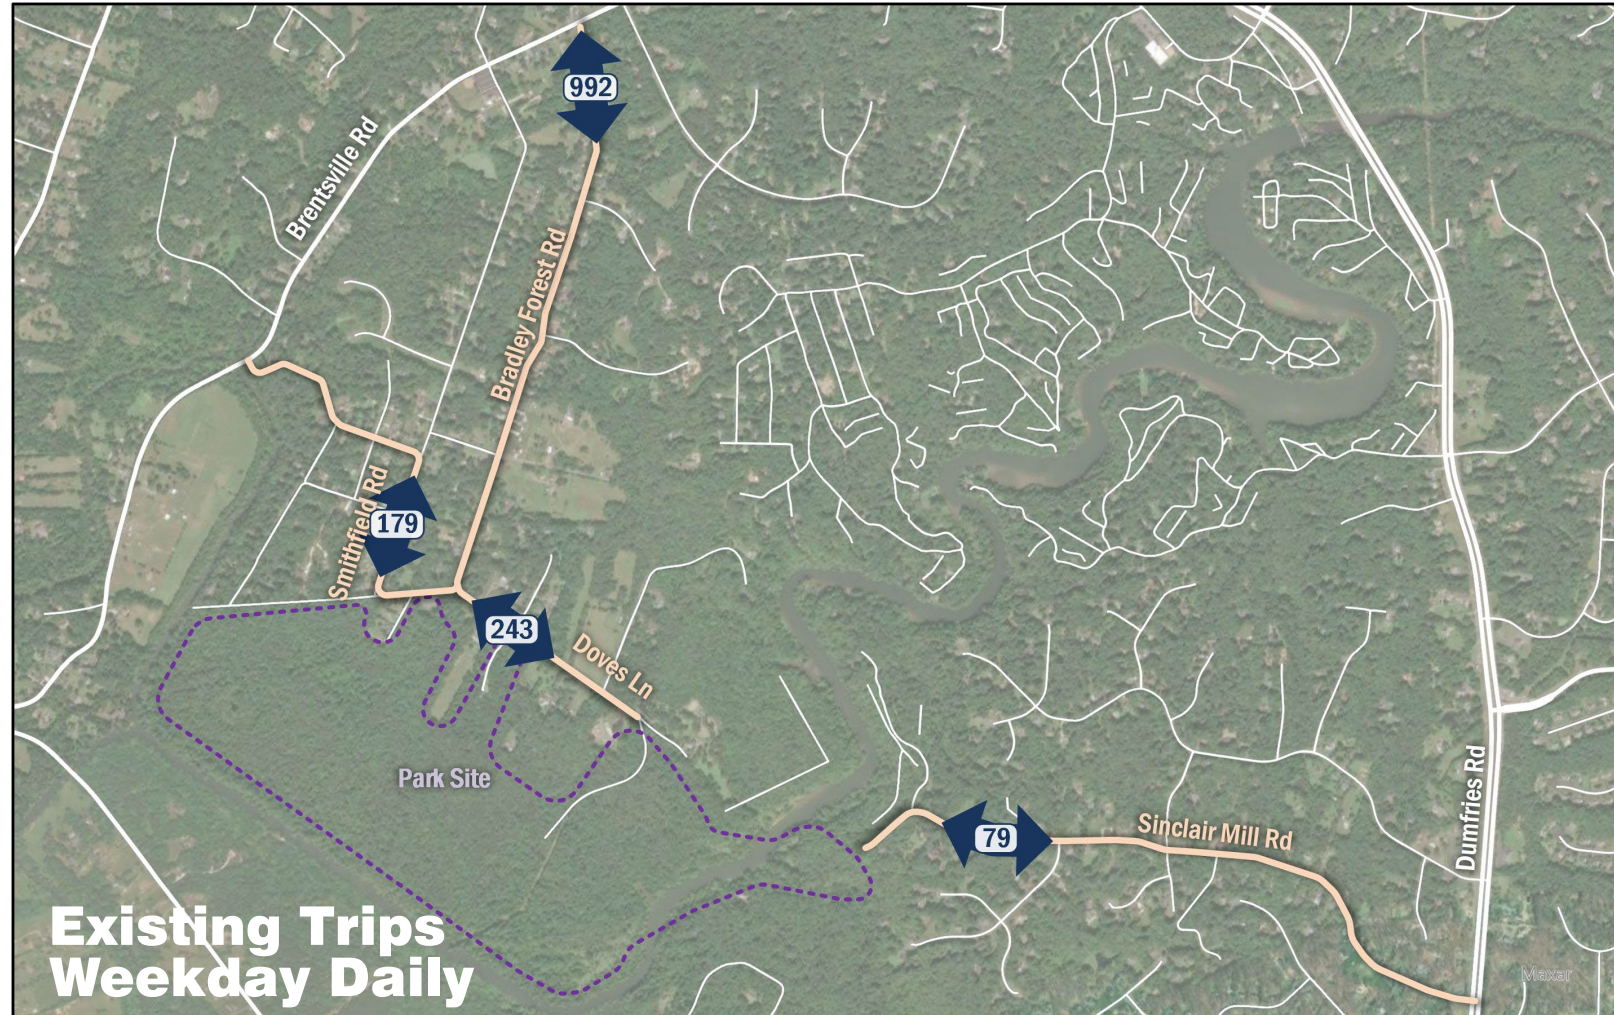 992
Brentsville Rd
Bradley Forest Rd
Smithfield Rd
179
243
Doves Ln
Park Site
79
Sinclair Mill Rd
Dumfries Rd
Existing Trips
Weekday Daily
Maxar